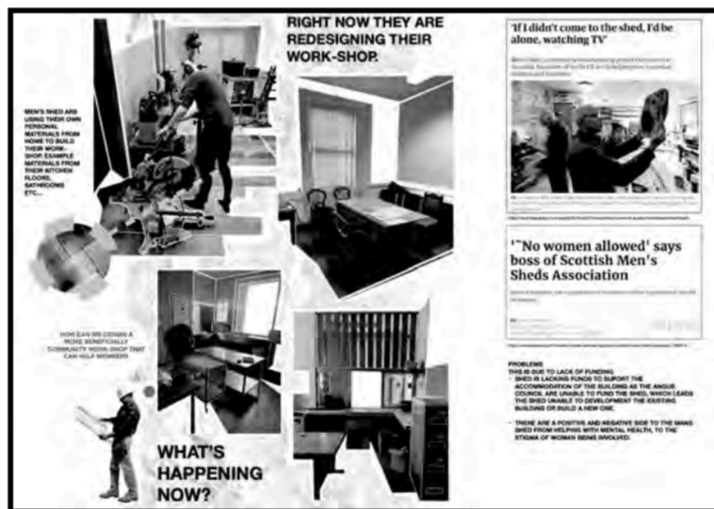 RIGHT NOW THEY ARE
REDESIGNING THEIR
WORK-SHOP.
MEN'S SHED ARE
USING THEIR OWN
PERSONAL
MATERIALS FROM
HOME TO BUILD
THEIR WORK-
SHOP. EXAMPLE
MATERIALS FROM
THEIR KITCHEN
FLOORS,
BATHROOMS
ETC...
HOW CAN WE DESIGN A
MORE BENEFICIALLY
COMMUNITY WORK-SHOP THAT
CAN HELP MEMBERS
WHAT'S
HAPPENING
NOW?
'If I didn't come to the shed, I'd be
alone, watching TV'
'"No women allowed' says
boss of Scottish Men's
Sheds Association
PROBLEMS
THIS IS DUE TO LACK OF FUNDING
- SHED IS LACKING FUNDS TO SUPORT THE
ACCOMMODATION OF THE BUILDING AS THE ANGUS
COUNCIL ARE UNABLE TO FUND THE SHED, WHICH LEADS
THE SHED UNABLE TO DEVELOPMENT THE EXISTING
BUILDING OR BUILD A NEW ONE.
- THERE ARE A POSITIVE AND NEGATIVE SIDE TO THE MANS
SHED FROM HELPING WITH MENTAL HEALTH, TO THE
STIGMA OF WOMAN BEING INVOLVED.